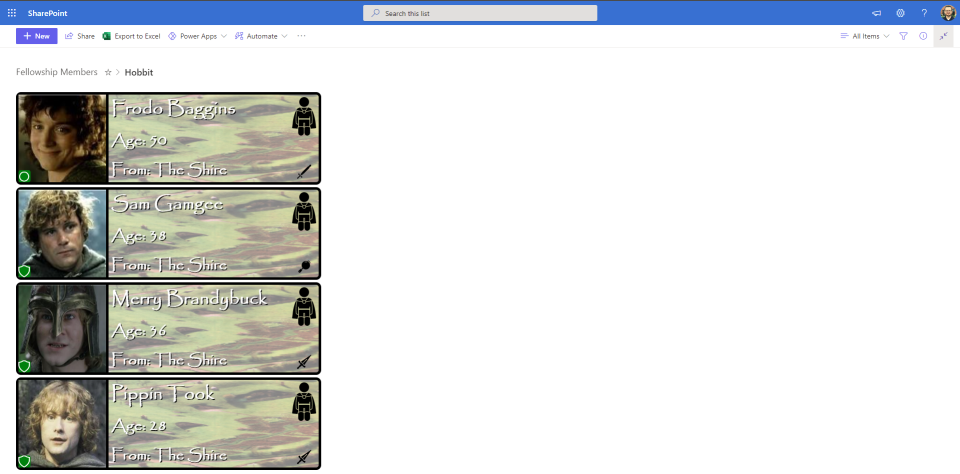 SharePoint
Search this list
?
+ New
Share
Export to Excel
Power Apps
Automate
...
All Items
Fellowship Members > Hobbit
Frodo Baggins
Age: 50
From: The Shire
Sam Gamgee
Age: 38
From: The Shire
Merry Brandybuck
Age: 36
From: The Shire
Pippin Took
Age: 28
From: The Shire